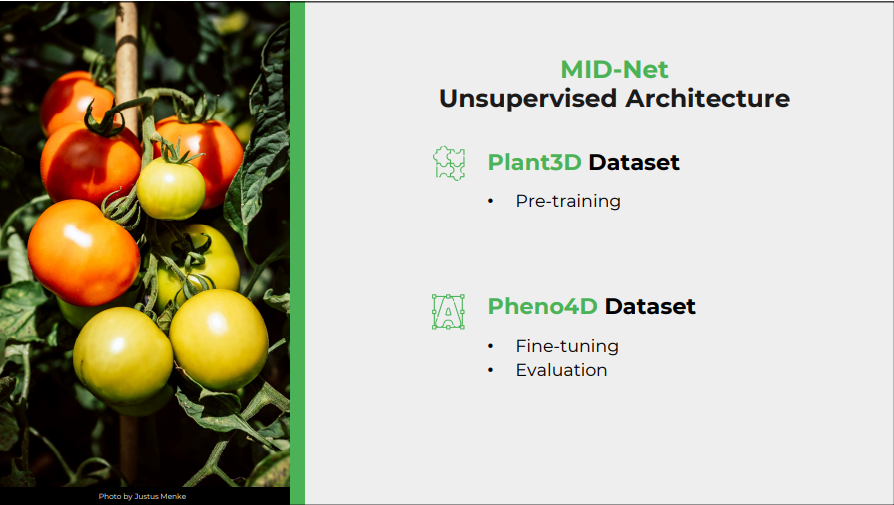 MID-Net
Unsupervised Architecture
Plant3D Dataset
• Pre-training
A
Pheno4D Dataset
• Fine-tuning
• Evaluation
Photo by Justus Menke